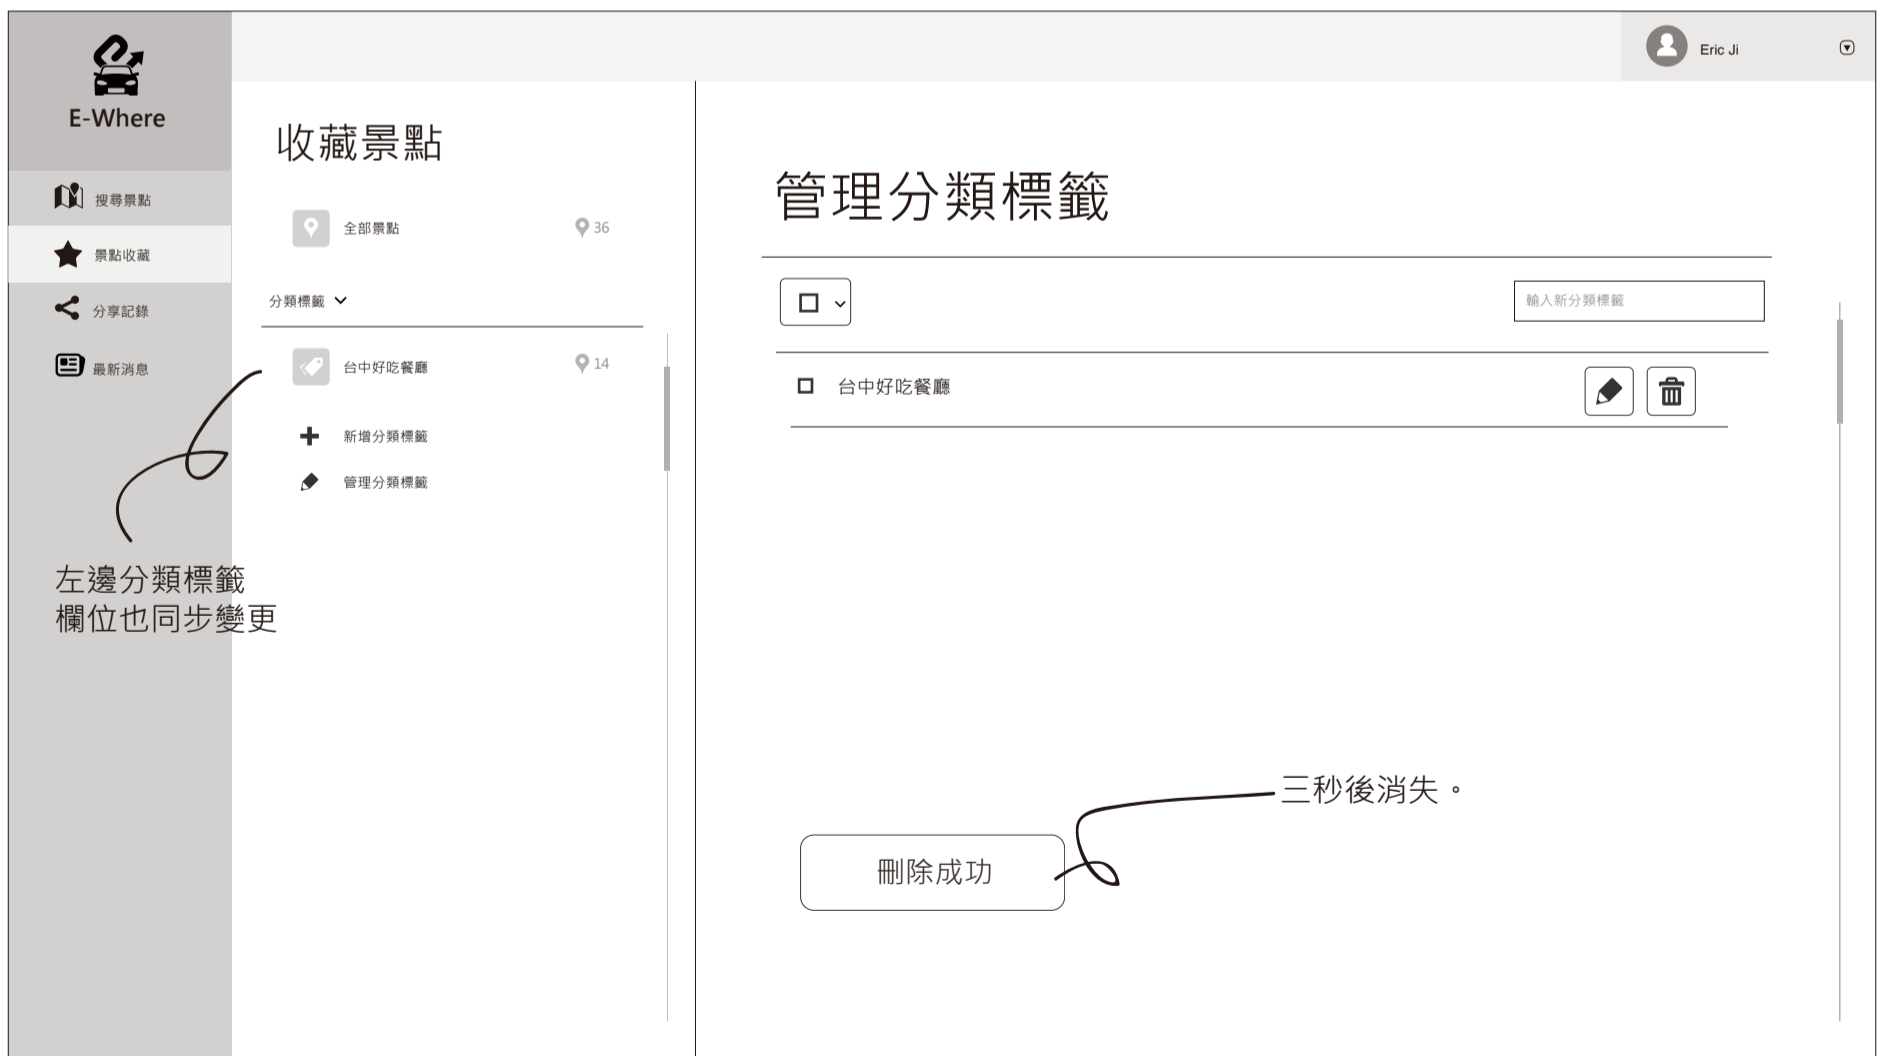 E-Where
Eric Ji
搜尋景點
景點收藏
分享記錄
最新消息
收藏景點
全部景點
36
分類標籤
台中好吃餐廳
14
新增分類標籤
管理分類標籤
左邊分類標籤
欄位也同步變更
管理分類標籤
輸入新分類標籤
台中好吃餐廳
三秒後消失。
刪除成功